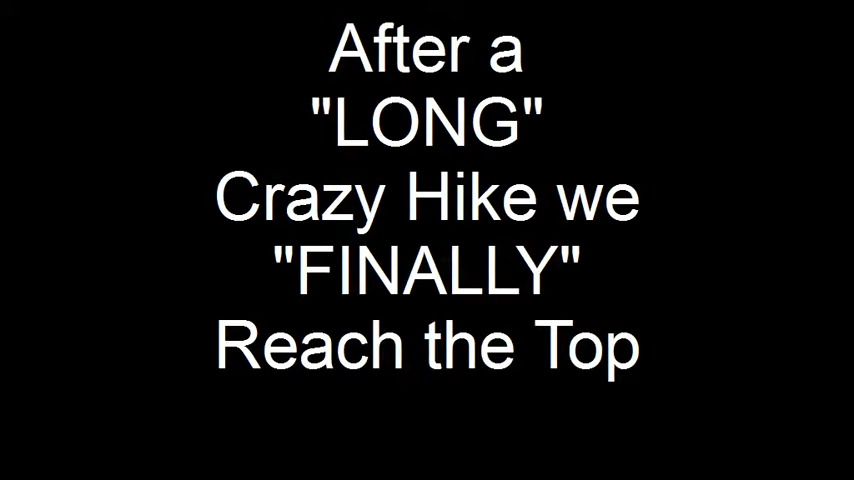 After a
"LONG"
Crazy Hike we
"FINALLY"
Reach the Top